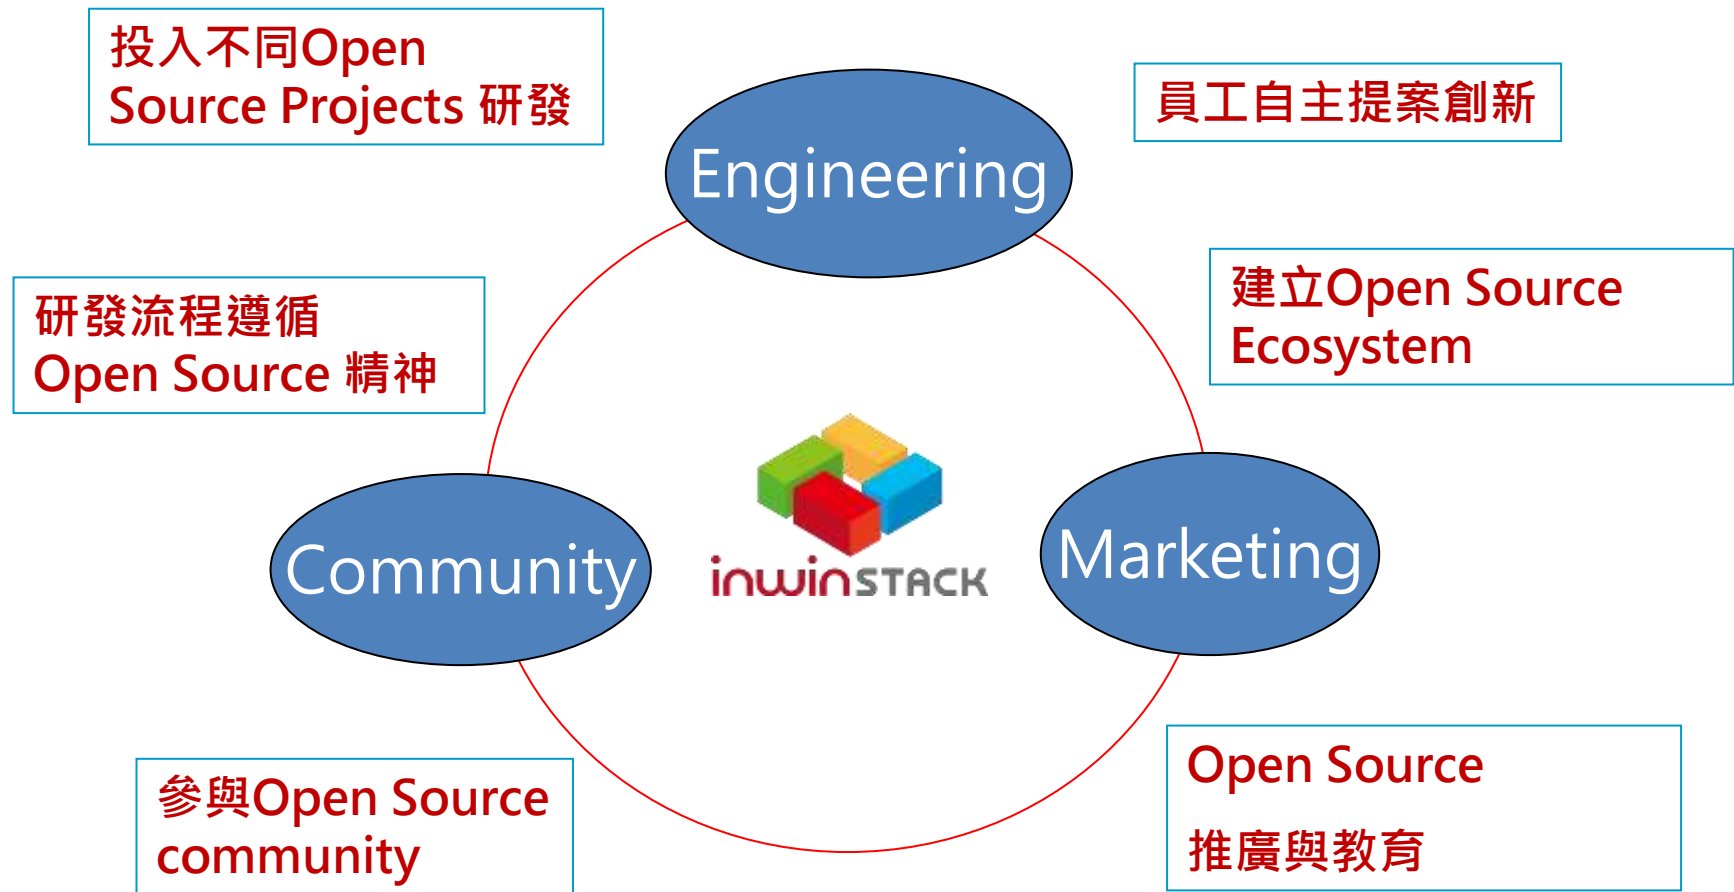 投入不同Open
Source Projects 研發
員工自主提案創新
Engineering
建立Open Source
Ecosystem
研發流程遵循
Open Source 精神
inwinSTACK
Community
Marketing
參與Open Source
community
Open Source
推廣與教育